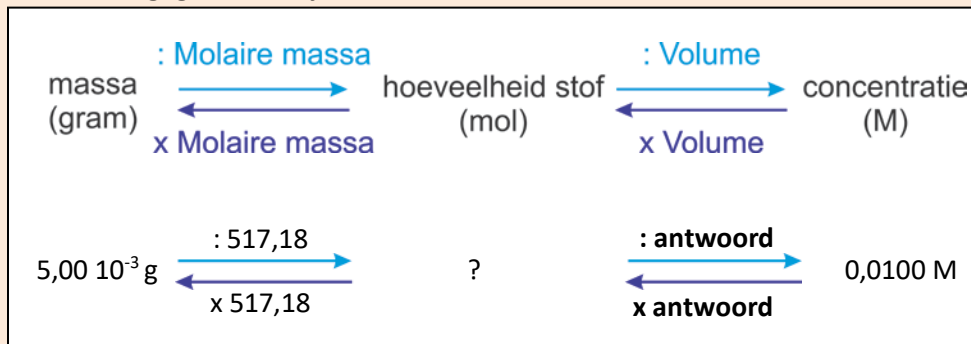 : Molaire massa : Volume
massa hoeveelheid stof concentratie
(gram) (mol) (M)
x Molaire massa x Volume
: 517,18 : antwoord
5,00 10⁻³ g ? 0,0100 M
x 517,18 x antwoord